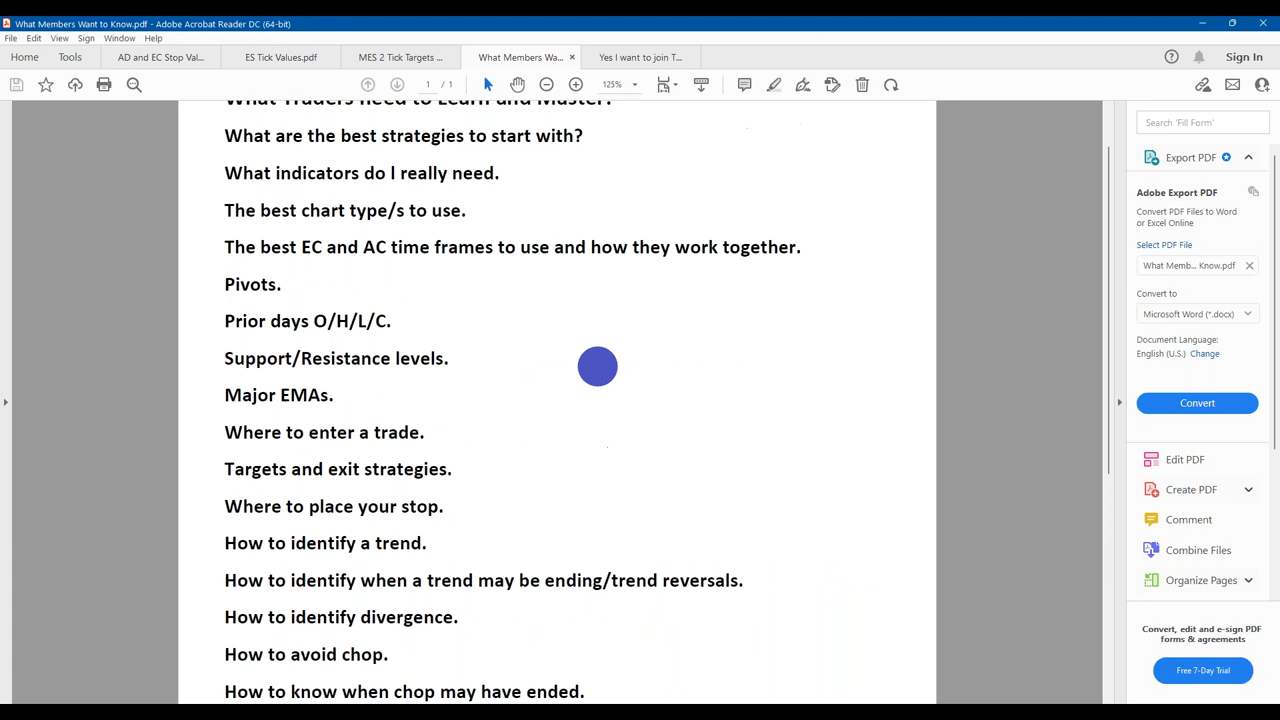 What Members Want to Know.pdf - Adobe Acrobat Reader DC (64-bit)
File Edit View Sign Window Help
Home Tools AD and EC Stop Val... ES Tick Values.pdf MES 2 Tick Targets ... What Members Wa... × Yes I want to join T... Sign In
1 / 1 125%
What Traders need to Learn and Master?
What are the best strategies to start with?
What indicators do I really need.
The best chart type/s to use.
The best EC and AC time frames to use and how they work together.
Pivots.
Prior days O/H/L/C.
Support/Resistance levels.
Major EMAs.
Where to enter a trade.
Targets and exit strategies.
Where to place your stop.
How to identify a trend.
How to identify when a trend may be ending/trend reversals.
How to identify divergence.
How to avoid chop.
How to know when chop may have ended.
Search 'Fill Form'
Export PDF
Adobe Export PDF
Convert PDF Files to Word
or Excel Online
Select PDF File
What Memb... Know.pdf
Convert to
Microsoft Word (*.docx)
Document Language:
English (U.S.) Change
Convert
Edit PDF
Create PDF
Comment
Combine Files
Organize Pages
Convert, edit and e-sign PDF
forms & agreements
Free 7-Day Trial